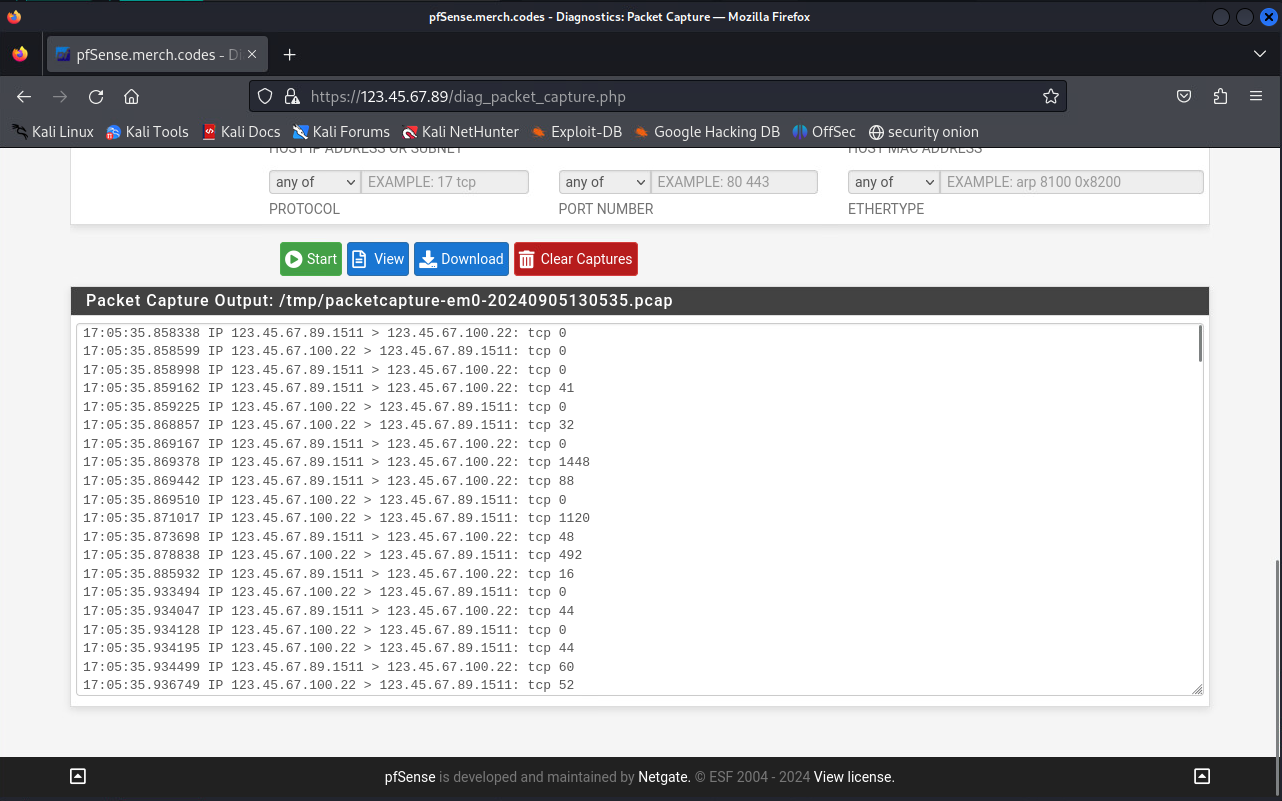 pfSense.merch.codes - Diagnostics: Packet Capture — Mozilla Firefox
pfSense.merch.codes - Di
https://123.45.67.89/diag_packet_capture.php
Kali Linux Kali Tools Kali Docs Kali Forums Kali NetHunter Exploit-DB Google Hacking DB OffSec security onion
HOST IP ADDRESS OR SUBNET HOST MAC ADDRESS
any of EXAMPLE: 17 tcp any of EXAMPLE: 80 443 any of EXAMPLE: arp 8100 0x8200
PROTOCOL PORT NUMBER ETHERTYPE
Start View Download Clear Captures
Packet Capture Output: /tmp/packetcapture-em0-20240905130535.pcap
17:05:35.858338 IP 123.45.67.89.1511 > 123.45.67.100.22: tcp 0
17:05:35.858599 IP 123.45.67.100.22 > 123.45.67.89.1511: tcp 0
17:05:35.858998 IP 123.45.67.89.1511 > 123.45.67.100.22: tcp 0
17:05:35.859162 IP 123.45.67.89.1511 > 123.45.67.100.22: tcp 41
17:05:35.859225 IP 123.45.67.100.22 > 123.45.67.89.1511: tcp 0
17:05:35.868857 IP 123.45.67.100.22 > 123.45.67.89.1511: tcp 32
17:05:35.869167 IP 123.45.67.89.1511 > 123.45.67.100.22: tcp 0
17:05:35.869378 IP 123.45.67.89.1511 > 123.45.67.100.22: tcp 1448
17:05:35.869442 IP 123.45.67.89.1511 > 123.45.67.100.22: tcp 88
17:05:35.869510 IP 123.45.67.100.22 > 123.45.67.89.1511: tcp 0
17:05:35.871017 IP 123.45.67.100.22 > 123.45.67.89.1511: tcp 1120
17:05:35.873698 IP 123.45.67.89.1511 > 123.45.67.100.22: tcp 48
17:05:35.878838 IP 123.45.67.100.22 > 123.45.67.89.1511: tcp 492
17:05:35.885932 IP 123.45.67.89.1511 > 123.45.67.100.22: tcp 16
17:05:35.933494 IP 123.45.67.100.22 > 123.45.67.89.1511: tcp 0
17:05:35.934047 IP 123.45.67.89.1511 > 123.45.67.100.22: tcp 44
17:05:35.934128 IP 123.45.67.100.22 > 123.45.67.89.1511: tcp 0
17:05:35.934195 IP 123.45.67.100.22 > 123.45.67.89.1511: tcp 44
17:05:35.934499 IP 123.45.67.89.1511 > 123.45.67.100.22: tcp 60
17:05:35.936749 IP 123.45.67.100.22 > 123.45.67.89.1511: tcp 52
pfSense is developed and maintained by Netgate. © ESF 2004 - 2024 View license.